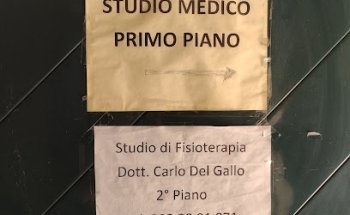 STUDIO MEDICO
PRIMO PIANO
Studio di Fisioterapia
Dott. Carlo Del Gallo
2° Piano